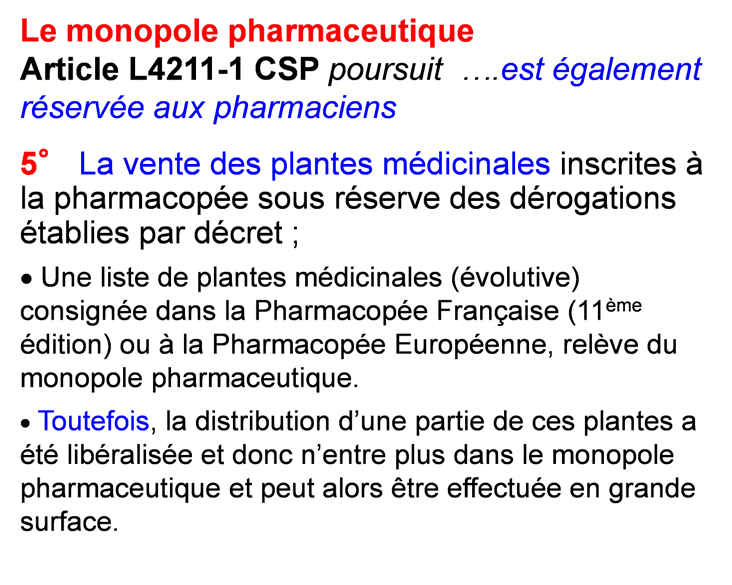 Le monopole pharmaceutique
Article L4211-1 CSP poursuit ….est également
réservée aux pharmaciens
5° La vente des plantes médicinales inscrites à
la pharmacopée sous réserve des dérogations
établies par décret ;
• Une liste de plantes médicinales (évolutive)
consignée dans la Pharmacopée Française (11ème
édition) ou à la Pharmacopée Européenne, relève du
monopole pharmaceutique.
• Toutefois, la distribution d’une partie de ces plantes a
été libéralisée et donc n’entre plus dans le monopole
pharmaceutique et peut alors être effectuée en grande
surface.